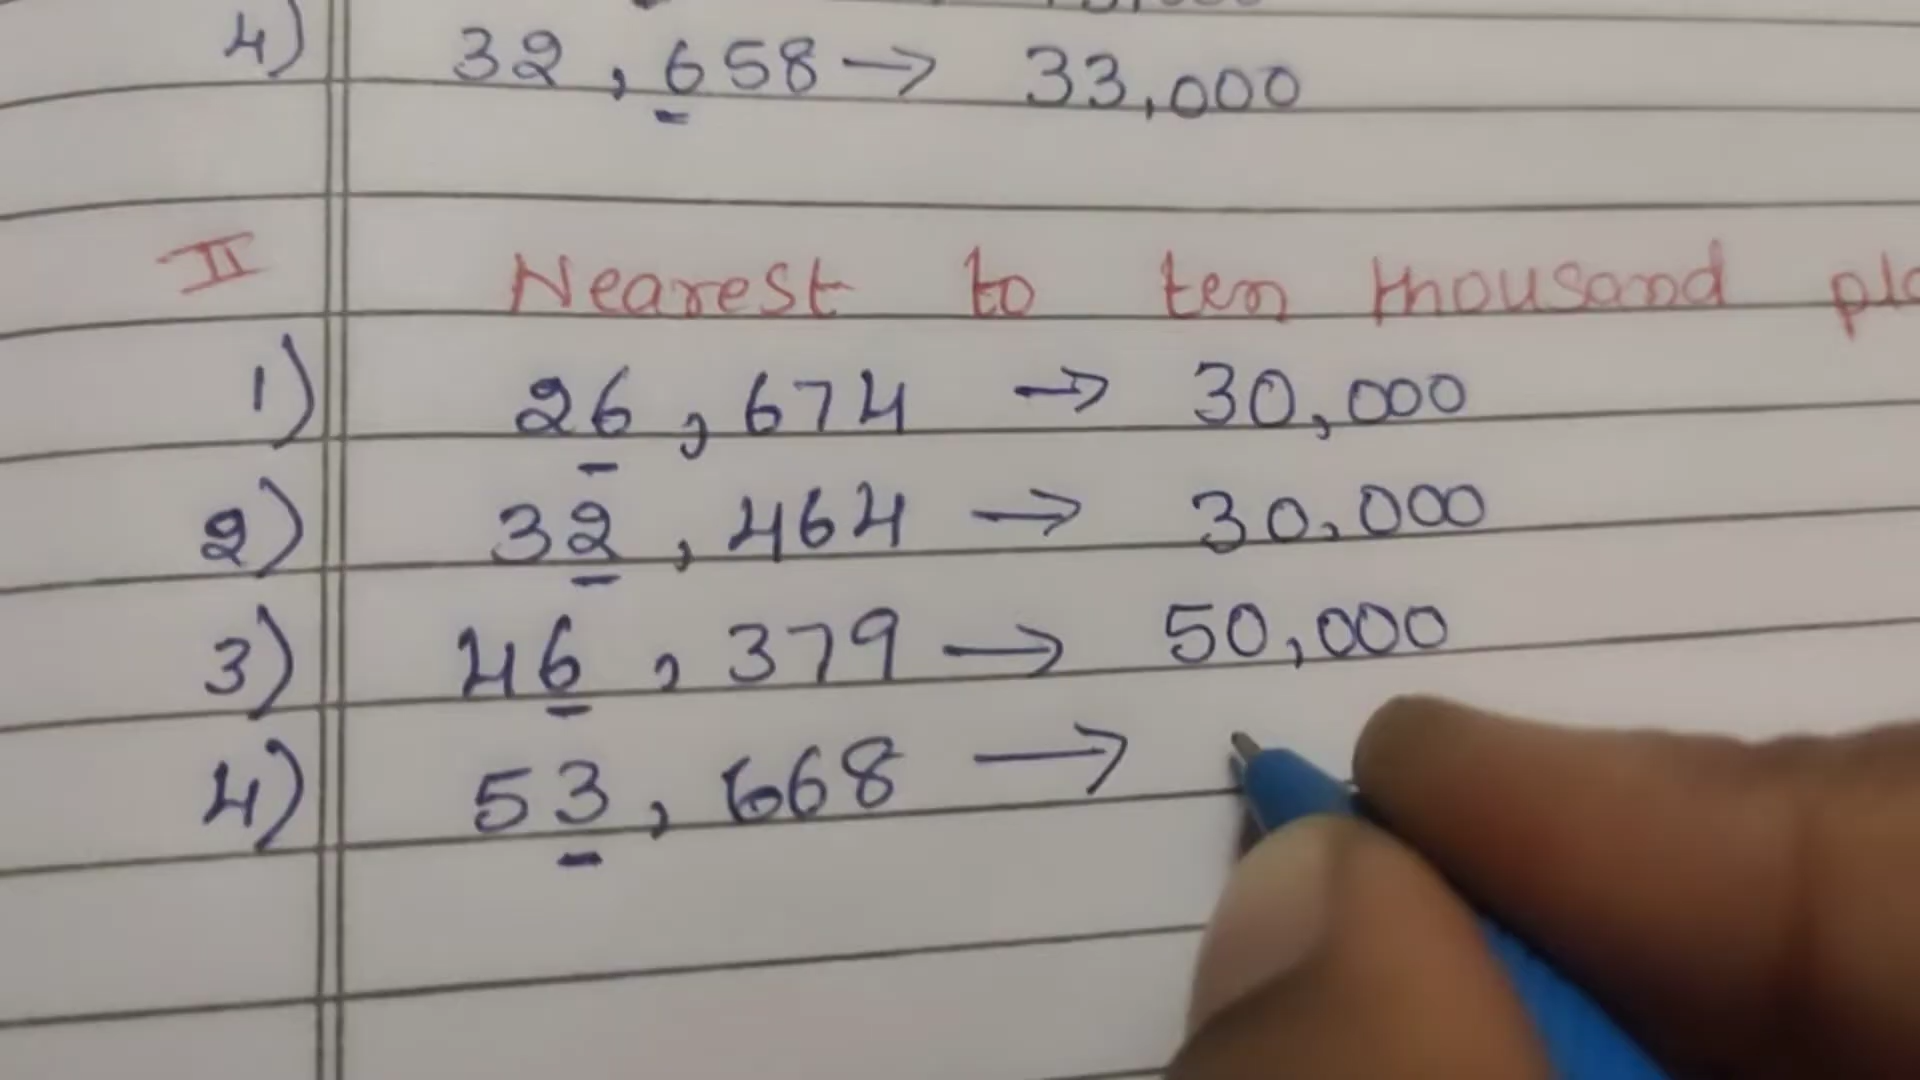 4) 32,658 → 33,000
II Nearest to ten thousand
1) 26,674 → 30,000
2) 32,464 → 30,000
3) 46,379 → 50,000
4) 53,668 →